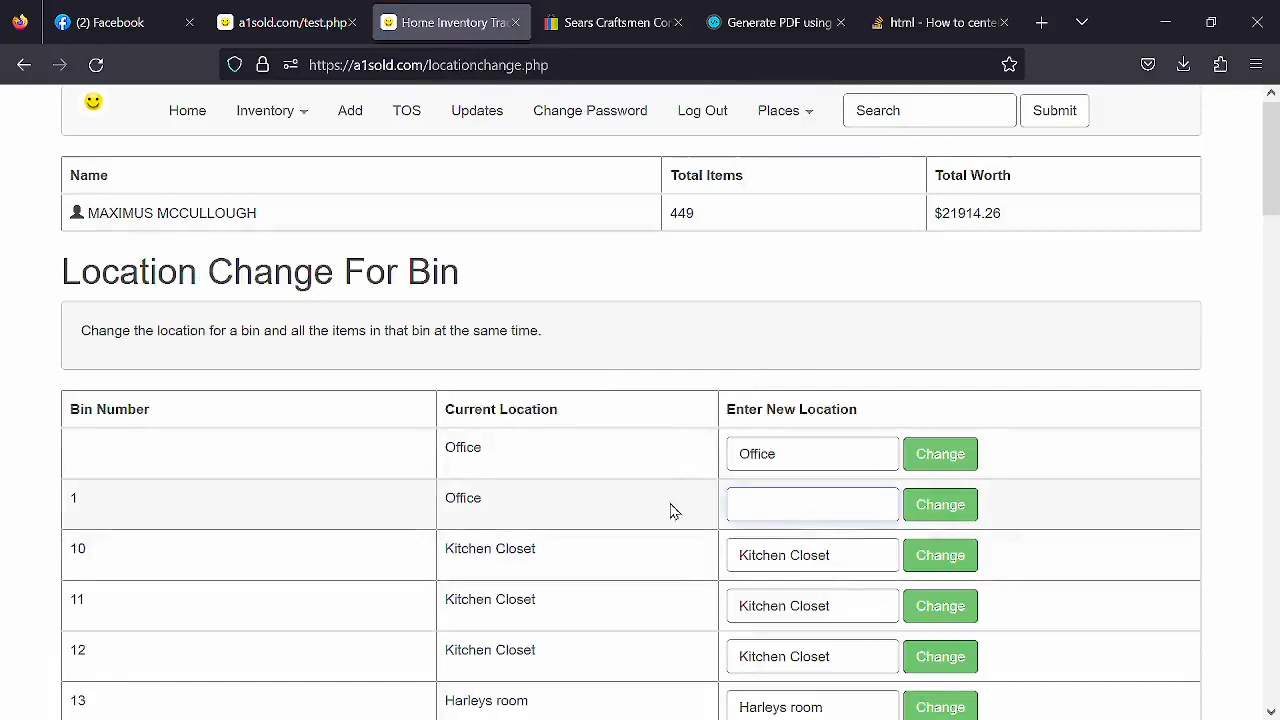 (2) Facebook
a1sold.com/test.php
Home Inventory Tra
Sears Craftsmen Co
Generate PDF using
html - How to cente
https://a1sold.com/locationchange.php
Home Inventory Add TOS Updates Change Password Log Out Places Search Submit
Name Total Items Total Worth
MAXIMUS MCCULLOUGH 449 $21914.26
Location Change For Bin
Change the location for a bin and all the items in that bin at the same time.
Bin Number Current Location Enter New Location
Office Office Change
1 Office Change
10 Kitchen Closet Kitchen Closet Change
11 Kitchen Closet Kitchen Closet Change
12 Kitchen Closet Kitchen Closet Change
13 Harleys room Harleys room Change